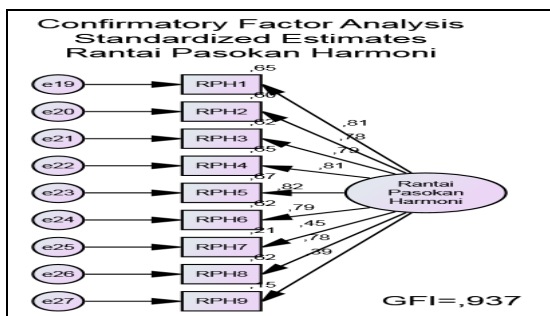 Confirmatory Factor Analysis
Standardized Estimates
Rantai Pasokan Harmoni
,65
e19 RPH1
,60
e20 RPH2
,62
e21 RPH3
,65
e22 RPH4
,67
e23 RPH5
,62
e24 RPH6
,21
e25 RPH7
,62
e26 RPH8
,15
e27 RPH9
,81
,78
,79
,81
,82
,79
,45
,78
,39
Rantai
Pasokan
Harmoni
GFI=,937